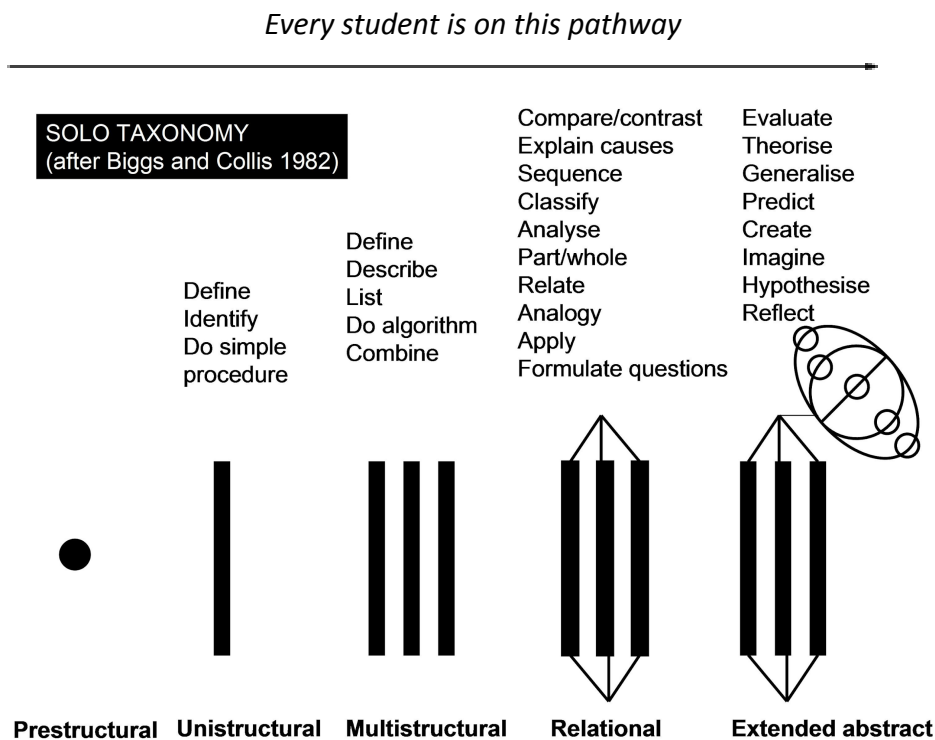 Every student is on this pathway
SOLO TAXONOMY
(after Biggs and Collis 1982)
Define
Identify
Do simple
procedure
Define
Describe
List
Do algorithm
Combine
Compare/contrast
Explain causes
Sequence
Classify
Analyse
Part/whole
Relate
Analogy
Apply
Formulate questions
Evaluate
Theorise
Generalise
Predict
Create
Imagine
Hypothesise
Reflect
Prestructural
Unistructural
Multistructural
Relational
Extended abstract